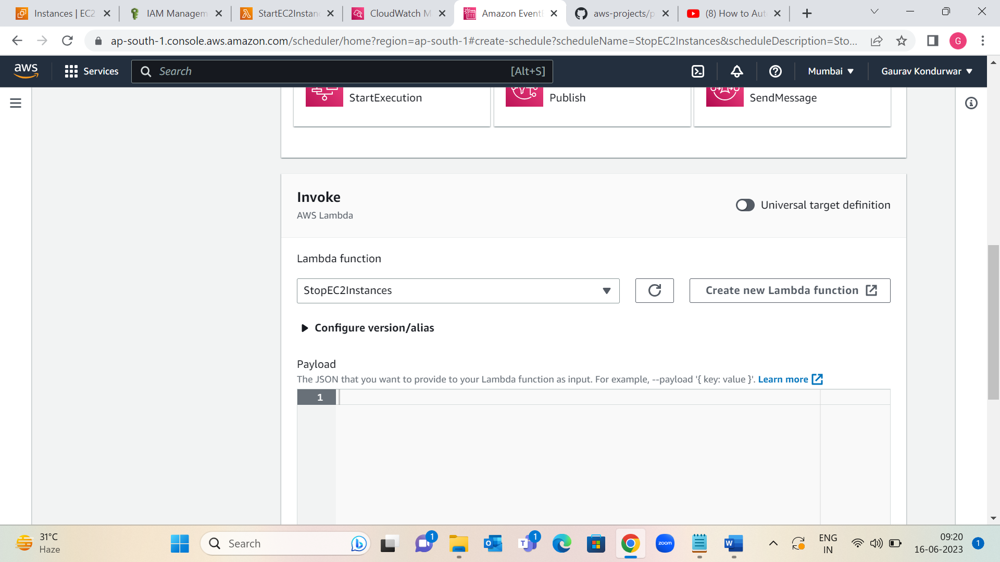 Instances | EC2
IAM Managem
StartEC2Instanc
CloudWatch M
Amazon Event
aws-projects/p
(8) How to Aut
ap-south-1.console.aws.amazon.com/scheduler/home?region=ap-south-1#create-schedule?scheduleName=StopEC2Instances&scheduleDescription=Sto...
G
aws
Services
Search
[Alt+S]
Mumbai
Gaurav Kondurwar
StartExecution
Publish
SendMessage
Invoke
AWS Lambda
Universal target definition
Lambda function
StopEC2Instances
Create new Lambda function
Configure version/alias
Payload
The JSON that you want to provide to your Lambda function as input. For example, --payload '{ key: value }'. Learn more
1
31°C
Haze
Search
1
1
zoom
ENG
IN
09:20
16-06-2023
1